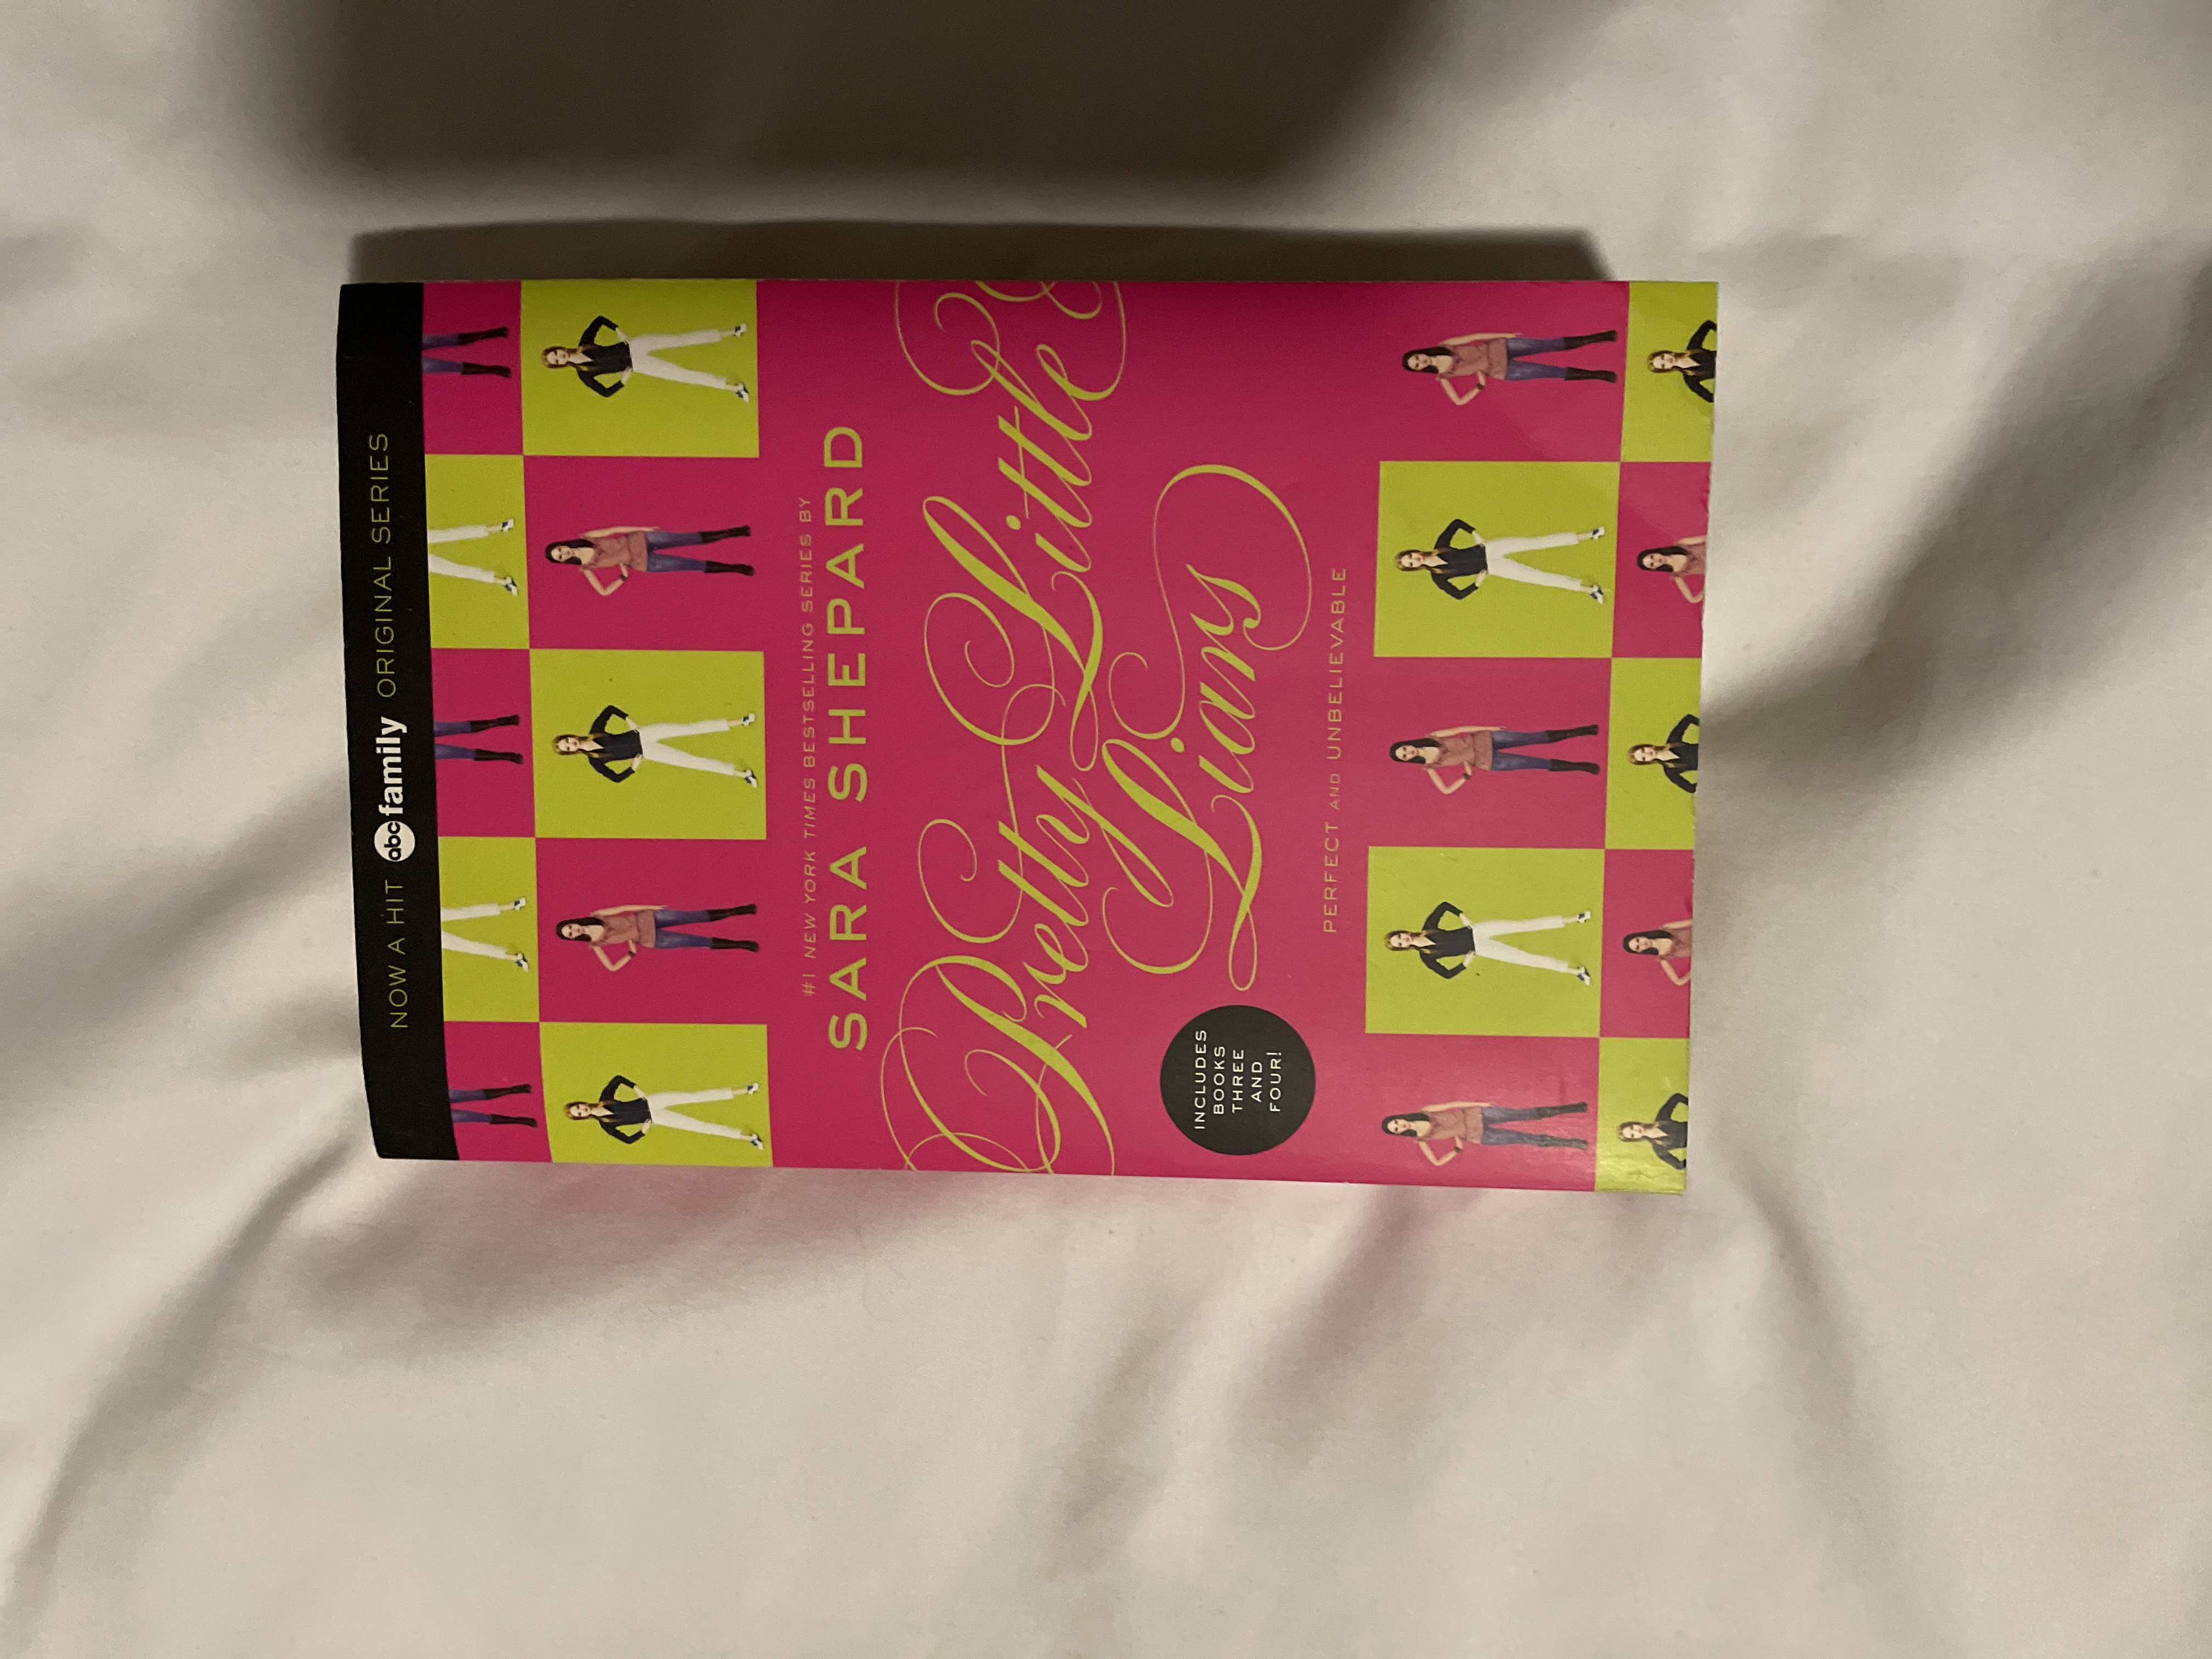 NOW A HIT abc family ORIGINAL SERIES
#1 NEW YORK TIMES BESTSELLING SERIES BY
SARA SHEPARD
Pretty Little
Liars
INCLUDES
BOOKS
THREE
AND
FOUR!
PERFECT AND UNBELIEVABLE